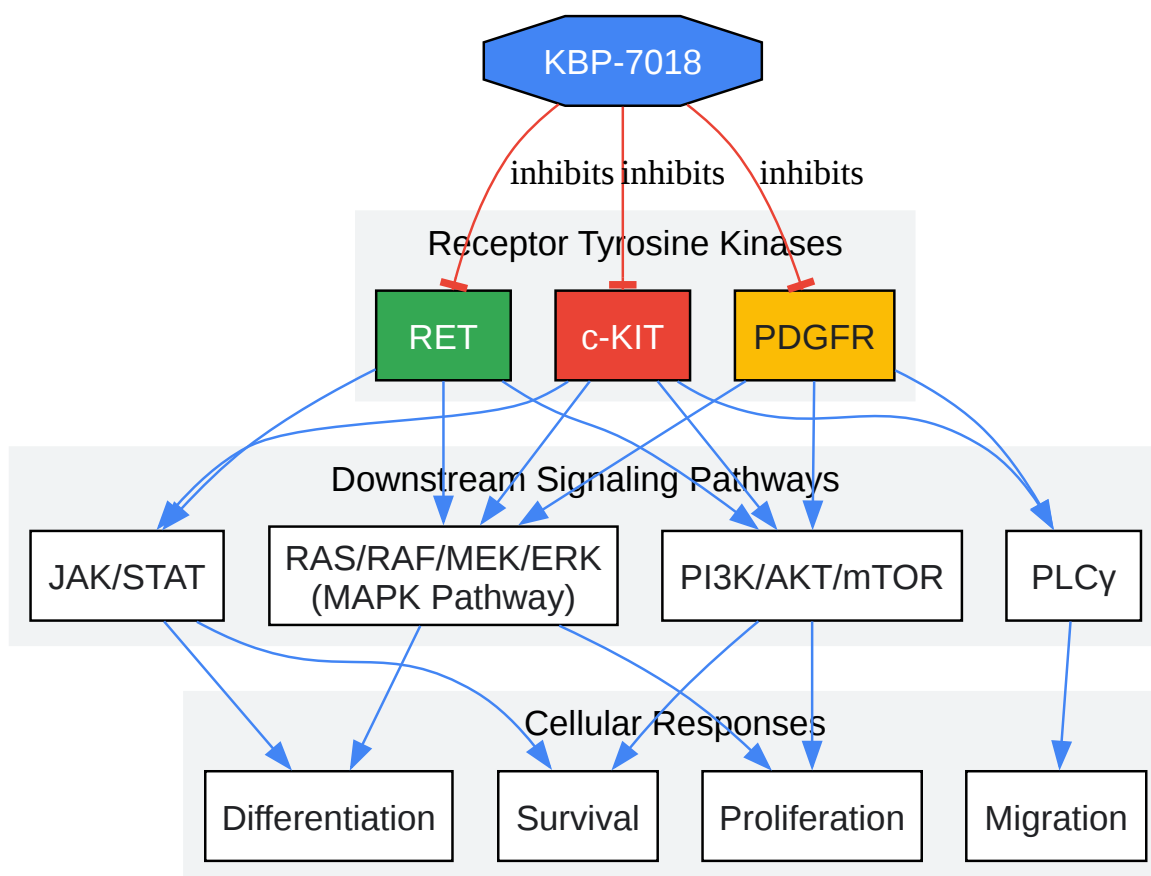 KBP-7018
inhibits inhibits inhibits
Receptor Tyrosine Kinases
RET c-KIT PDGFR
Downstream Signaling Pathways
JAK/STAT
RAS/RAF/MEK/ERK
(MAPK Pathway)
PI3K/AKT/mTOR
PLCγ
Cellular Responses
Differentiation Survival Proliferation Migration